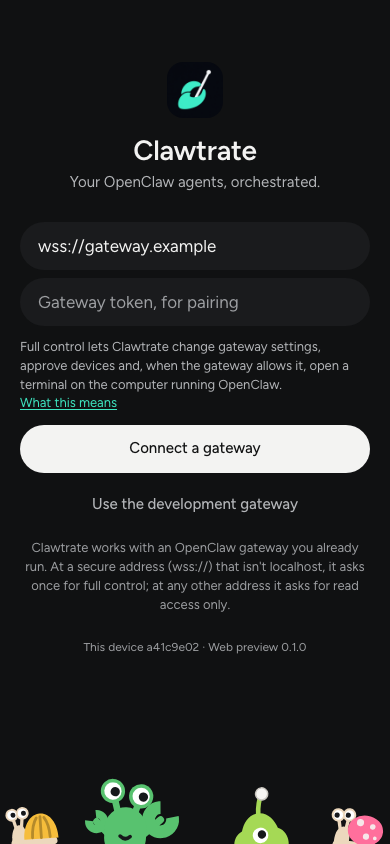 Clawtrate
Your OpenClaw agents, orchestrated.
wss://gateway.example
Gateway token, for pairing
Full control lets Clawtrate change gateway settings,
approve devices and, when the gateway allows it, open a
terminal on the computer running OpenClaw.
What this means
Connect a gateway
Use the development gateway
Clawtrate works with an OpenClaw gateway you already
run. At a secure address (wss://) that isn't localhost, it asks
once for full control; at any other address it asks for read
access only.
This device a41c9e02 · Web preview 0.1.0